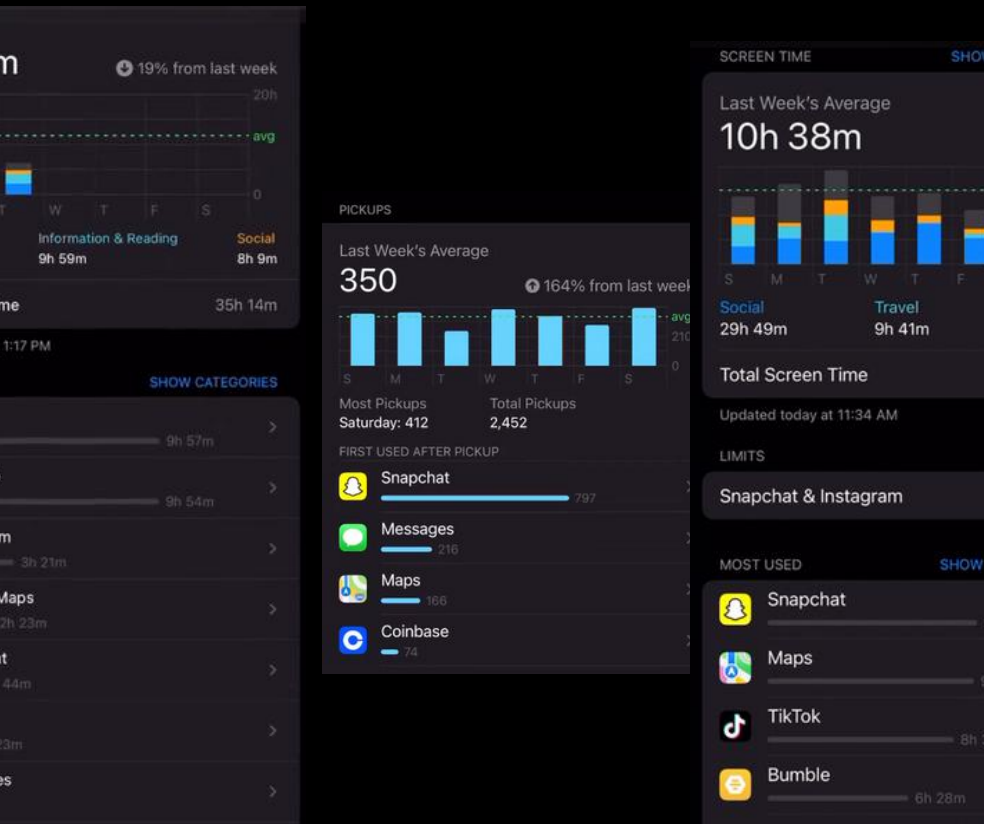 m
19% from last week
20h
avg
0
T W T F S
Information & Reading Social
9h 59m 8h 9m
me 35h 14m
1:17 PM
SHOW CATEGORIES
9h 57m
9h 54m
m
3h 21m
Maps
2h 23m
t
44m
23m
es
PICKUPS
Last Week's Average
350
164% from last week
avg
210
0
S M T W T F S
Most Pickups Total Pickups
Saturday: 412 2,452
FIRST USED AFTER PICKUP
Snapchat
797
Messages
216
Maps
166
Coinbase
74
SCREEN TIME SHOW
Last Week's Average
10h 38m
S M T W T F
Social Travel
29h 49m 9h 41m
Total Screen Time
Updated today at 11:34 AM
LIMITS
Snapchat & Instagram
MOST USED SHOW
Snapchat
Maps
TikTok
8h
Bumble
6h 28m